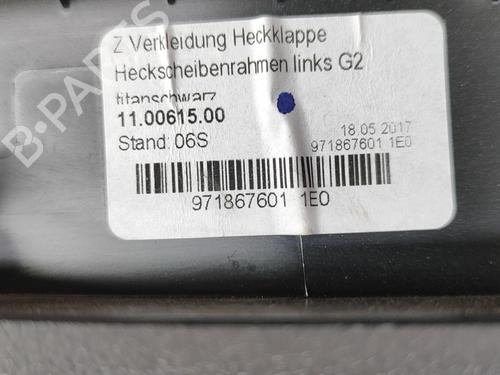 Z Verkleidung Heckklappe
Heckscheibenrahmen links G2
titanschwarz
11.00615.00
Stand: 06S
18.05.2017
971867601 1E0
971867601 1E0
B-PARTS